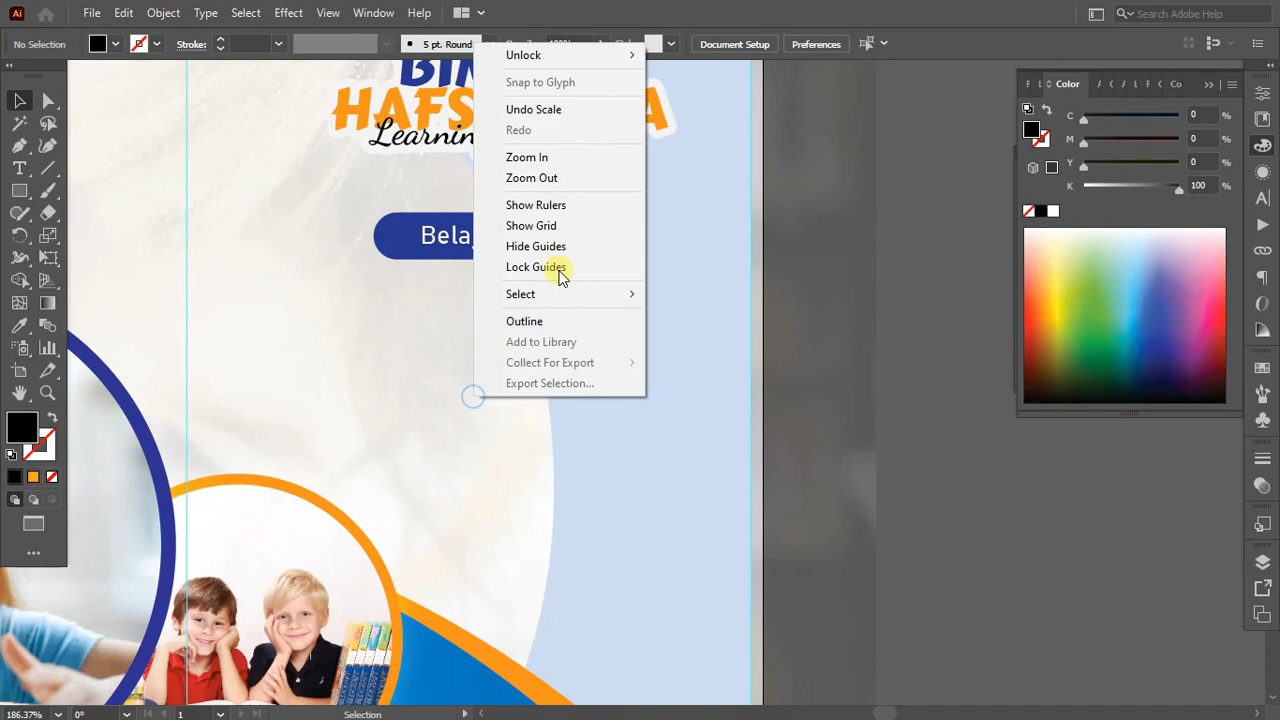 Ai
File Edit Object Type Select Effect View Window Help
Search Adobe Help
No Selection
Stroke:
5 pt. Round
Document Setup
Preferences
Unlock
Snap to Glyph
Undo Scale
Redo
Zoom In
Zoom Out
Show Rulers
Show Grid
Hide Guides
Lock Guides
Select
Outline
Add to Library
Collect For Export
Export Selection...
HAFS
Belaj
Color
Co
C 0 %
M 0 %
Y 0 %
K 100 %
186.37% 0° 1 Selection